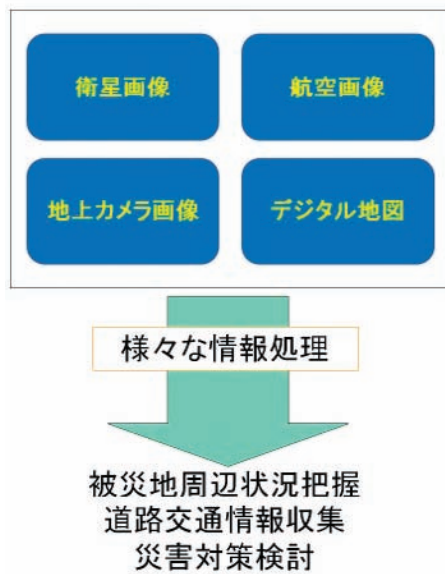 衛星画像
航空画像
地上カメラ画像
デジタル地図
様々な情報処理
被災地周辺状況把握
道路交通情報収集
災害対策検討